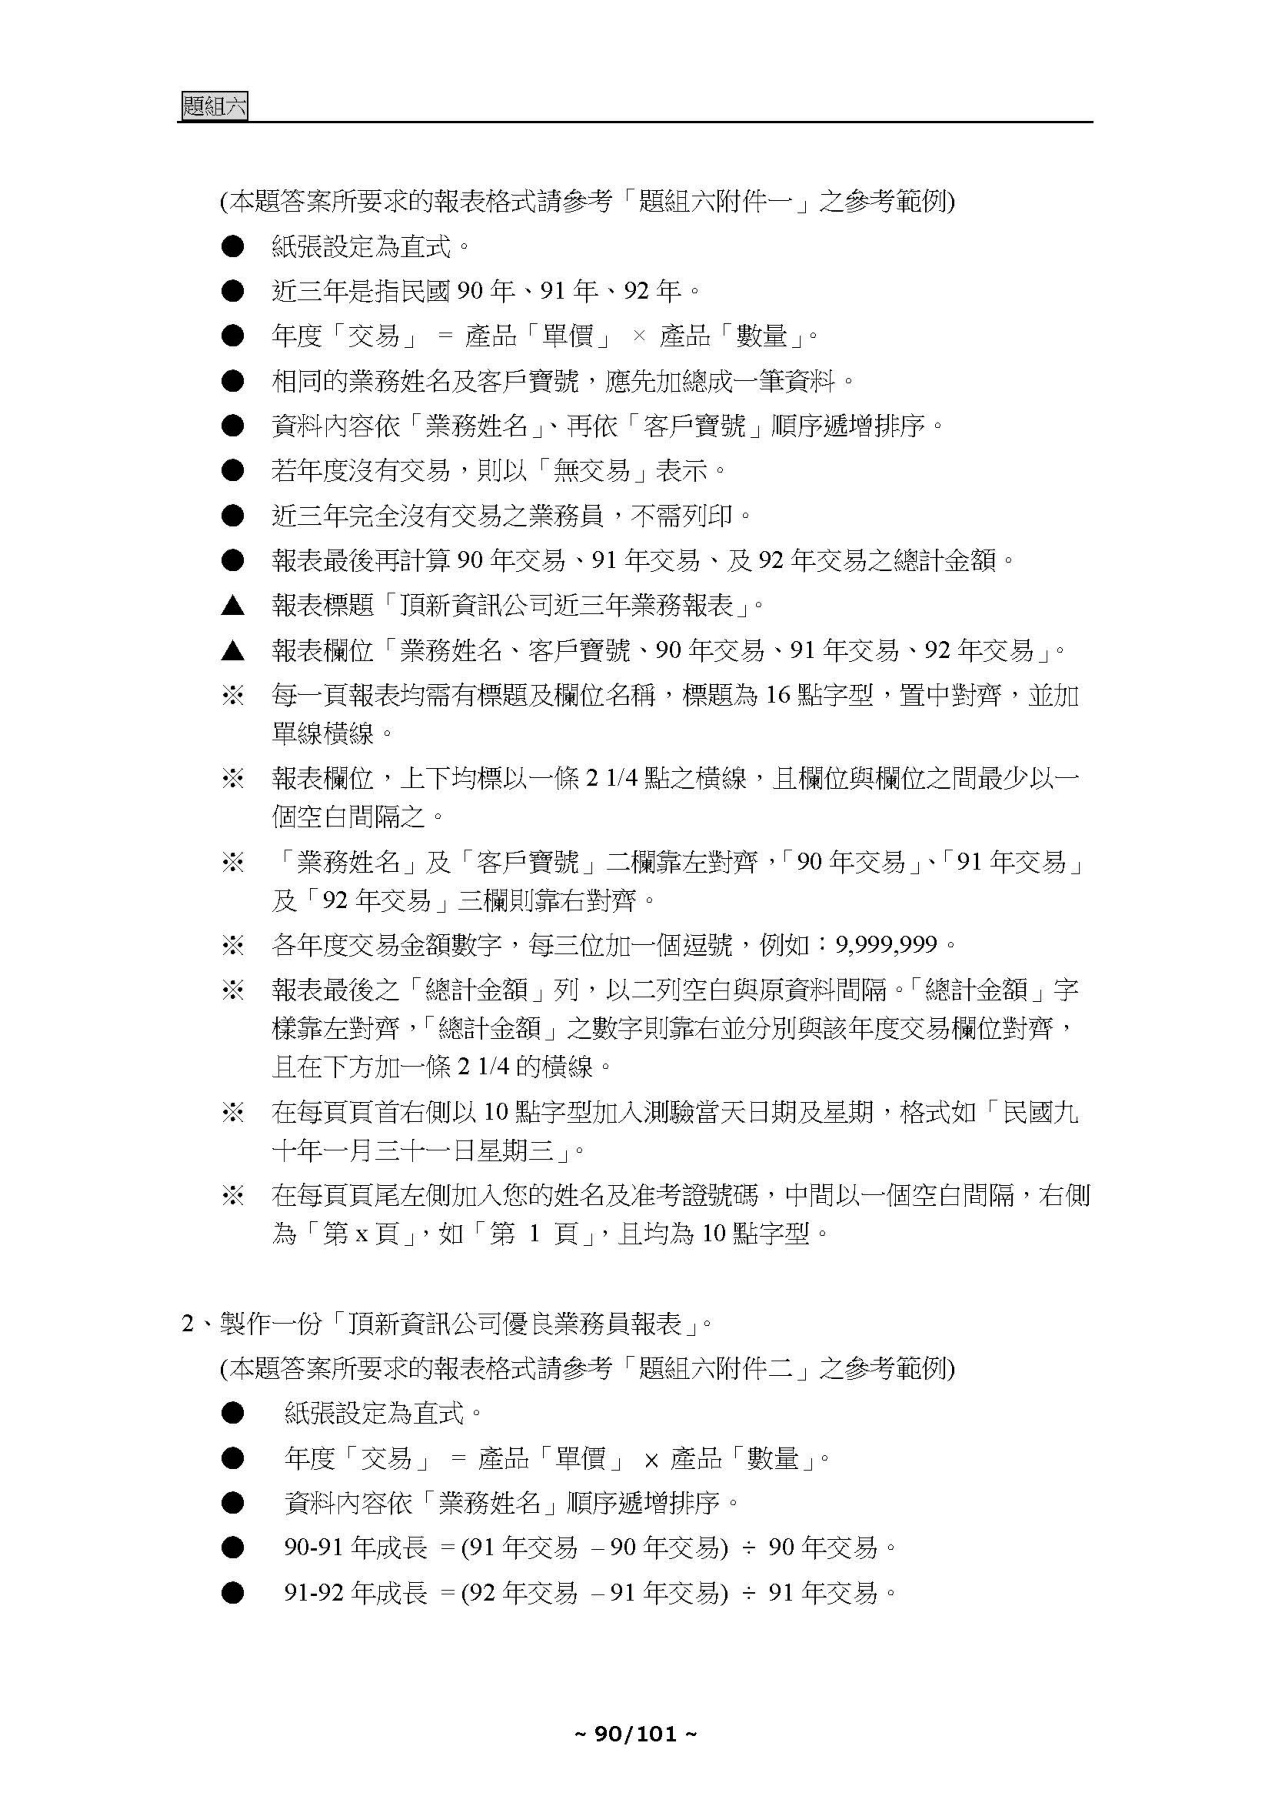 題組六
(本題答案所要求的報表格式請參考「題組六附件一」之參考範例)
● 紙張設定為直式。
● 近三年是指民國 90 年、91 年、92 年。
● 年度「交易」 = 產品「單價」 × 產品「數量」。
● 相同的業務姓名及客戶寶號，應先加總成一筆資料。
● 資料內容依「業務姓名」、再依「客戶寶號」順序遞增排序。
● 若年度沒有交易，則以「無交易」表示。
● 近三年完全沒有交易之業務員，不需列印。
● 報表最後再計算 90 年交易、91 年交易、及 92 年交易之總計金額。
▲ 報表標題「頂新資訊公司近三年業務報表」。
▲ 報表欄位「業務姓名、客戶寶號、90 年交易、91 年交易、92 年交易」。
※ 每一頁報表均需有標題及欄位名稱，標題為 16 點字型，置中對齊，並加
單線橫線。
※ 報表欄位，上下均標以一條 2 1/4 點之橫線，且欄位與欄位之間最少以一
個空白間隔之。
※ 「業務姓名」及「客戶寶號」二欄靠左對齊，「90 年交易」、「91 年交易」
及「92 年交易」三欄則靠右對齊。
※ 各年度交易金額數字，每三位加一個逗號，例如：9,999,999。
※ 報表最後之「總計金額」列，以二列空白與原資料間隔。「總計金額」字
樣靠左對齊，「總計金額」之數字則靠右並分別與該年度交易欄位對齊，
且在下方加一條 2 1/4 的橫線。
※ 在每頁頁首右側以 10 點字型加入測驗當天日期及星期，格式如「民國九
十年一月三十一日星期三」。
※ 在每頁頁尾左側加入您的姓名及准考證號碼，中間以一個空白間隔，右側
為「第 x 頁」，如「第 1 頁」，且均為 10 點字型。
2、製作一份「頂新資訊公司優良業務員報表」。
(本題答案所要求的報表格式請參考「題組六附件二」之參考範例)
● 紙張設定為直式。
● 年度「交易」 = 產品「單價」 × 產品「數量」。
● 資料內容依「業務姓名」順序遞增排序。
● 90-91 年成長 = (91 年交易 – 90 年交易) ÷ 90 年交易。
● 91-92 年成長 = (92 年交易 – 91 年交易) ÷ 91 年交易。
~ 90/101 ~